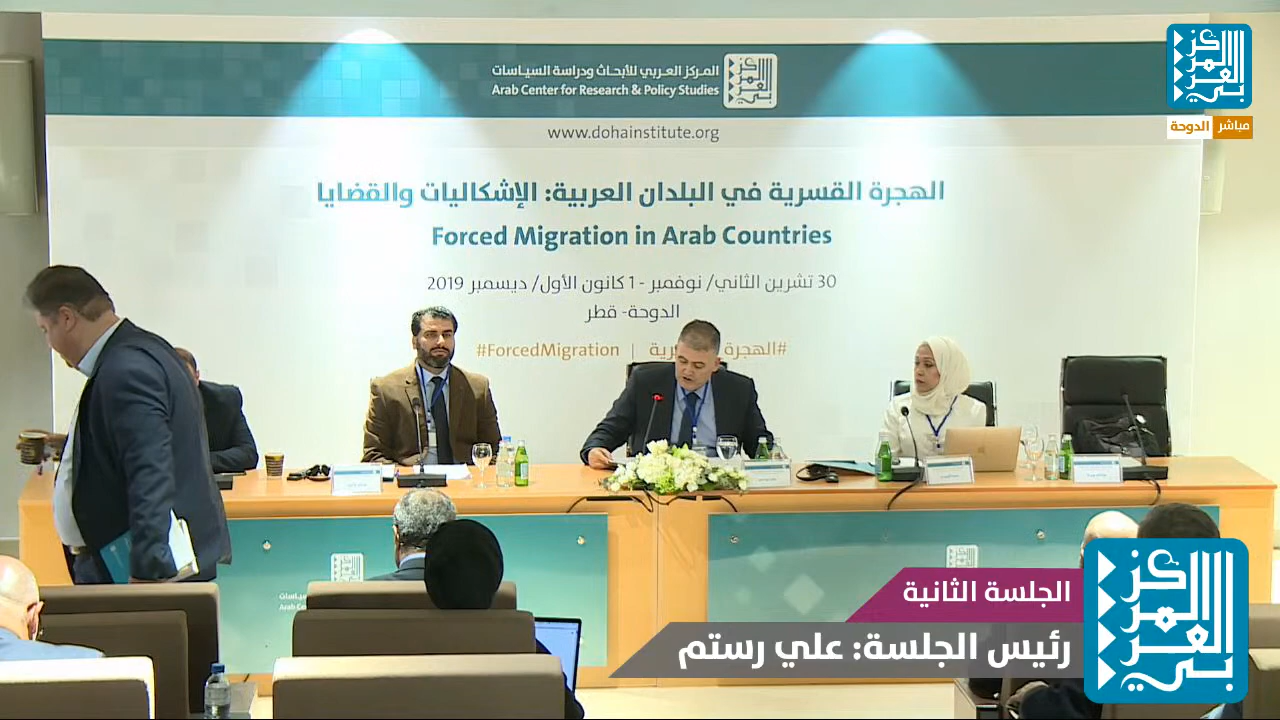 المركز العربي للأبحاث ودراسة السياسات
Arab Center for Research & Policy Studies
www.dohainstitute.org
مباشر الدوحة
الهجرة القسرية في البلدان العربية: الإشكاليات والقضايا
Forced Migration in Arab Countries
30 تشرين الثاني/ نوفمبر - 1 كانون الأول/ ديسمبر 2019
الدوحة- قطر
#ForcedMigration | #الهجرة
الجلسة الثانية
رئيس الجلسة: علي رستم